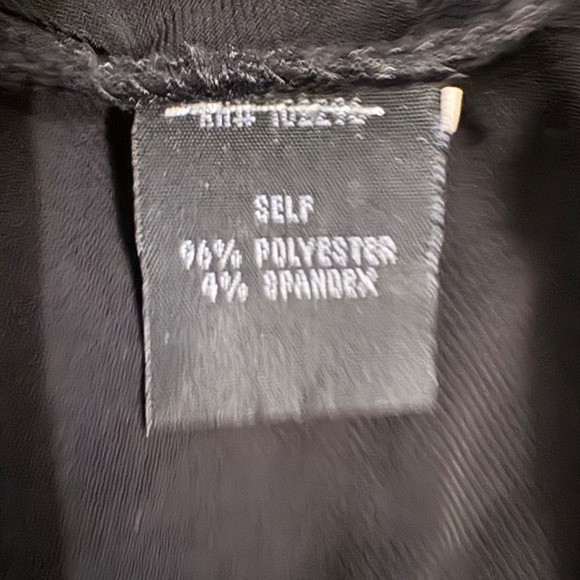 SELF
96% POLYESTER
4% SPANDEX